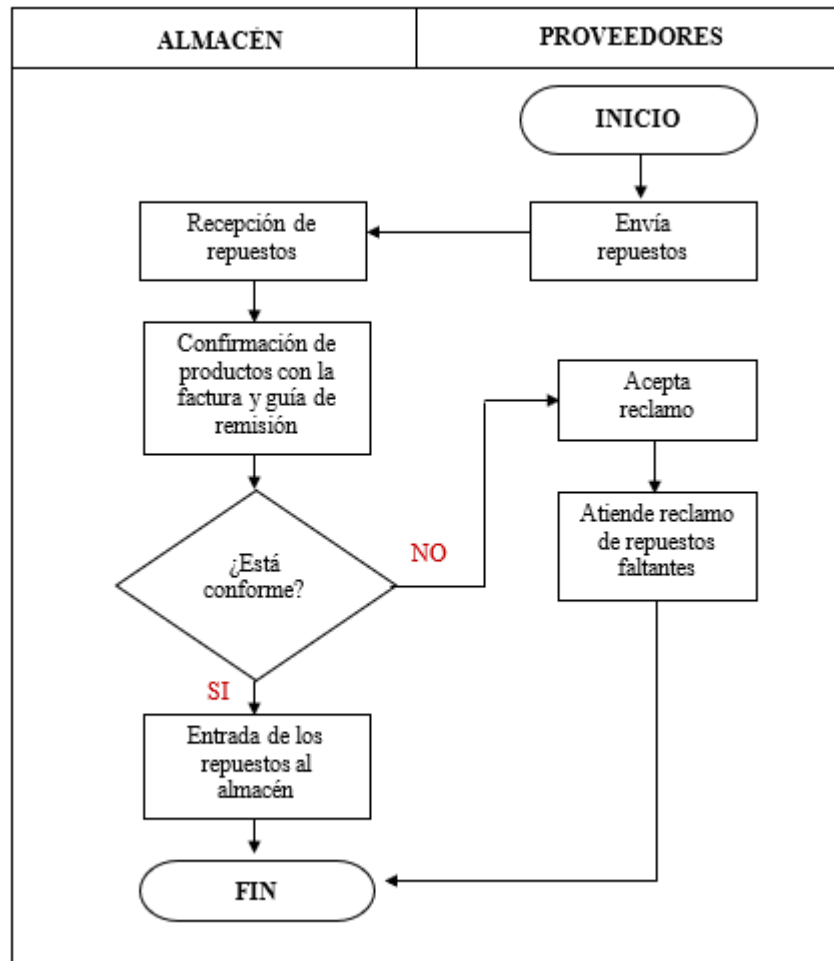 ALMACÉN
PROVEEDORES
INICIO
Envía
repuestos
Recepción de
repuestos
Confirmación de
productos con la
factura y guía de
remisión
¿Está
conforme?
NO
Acepta
reclamo
Atiende reclamo
de repuestos
faltantes
SI
Entrada de los
repuestos al
almacén
FIN